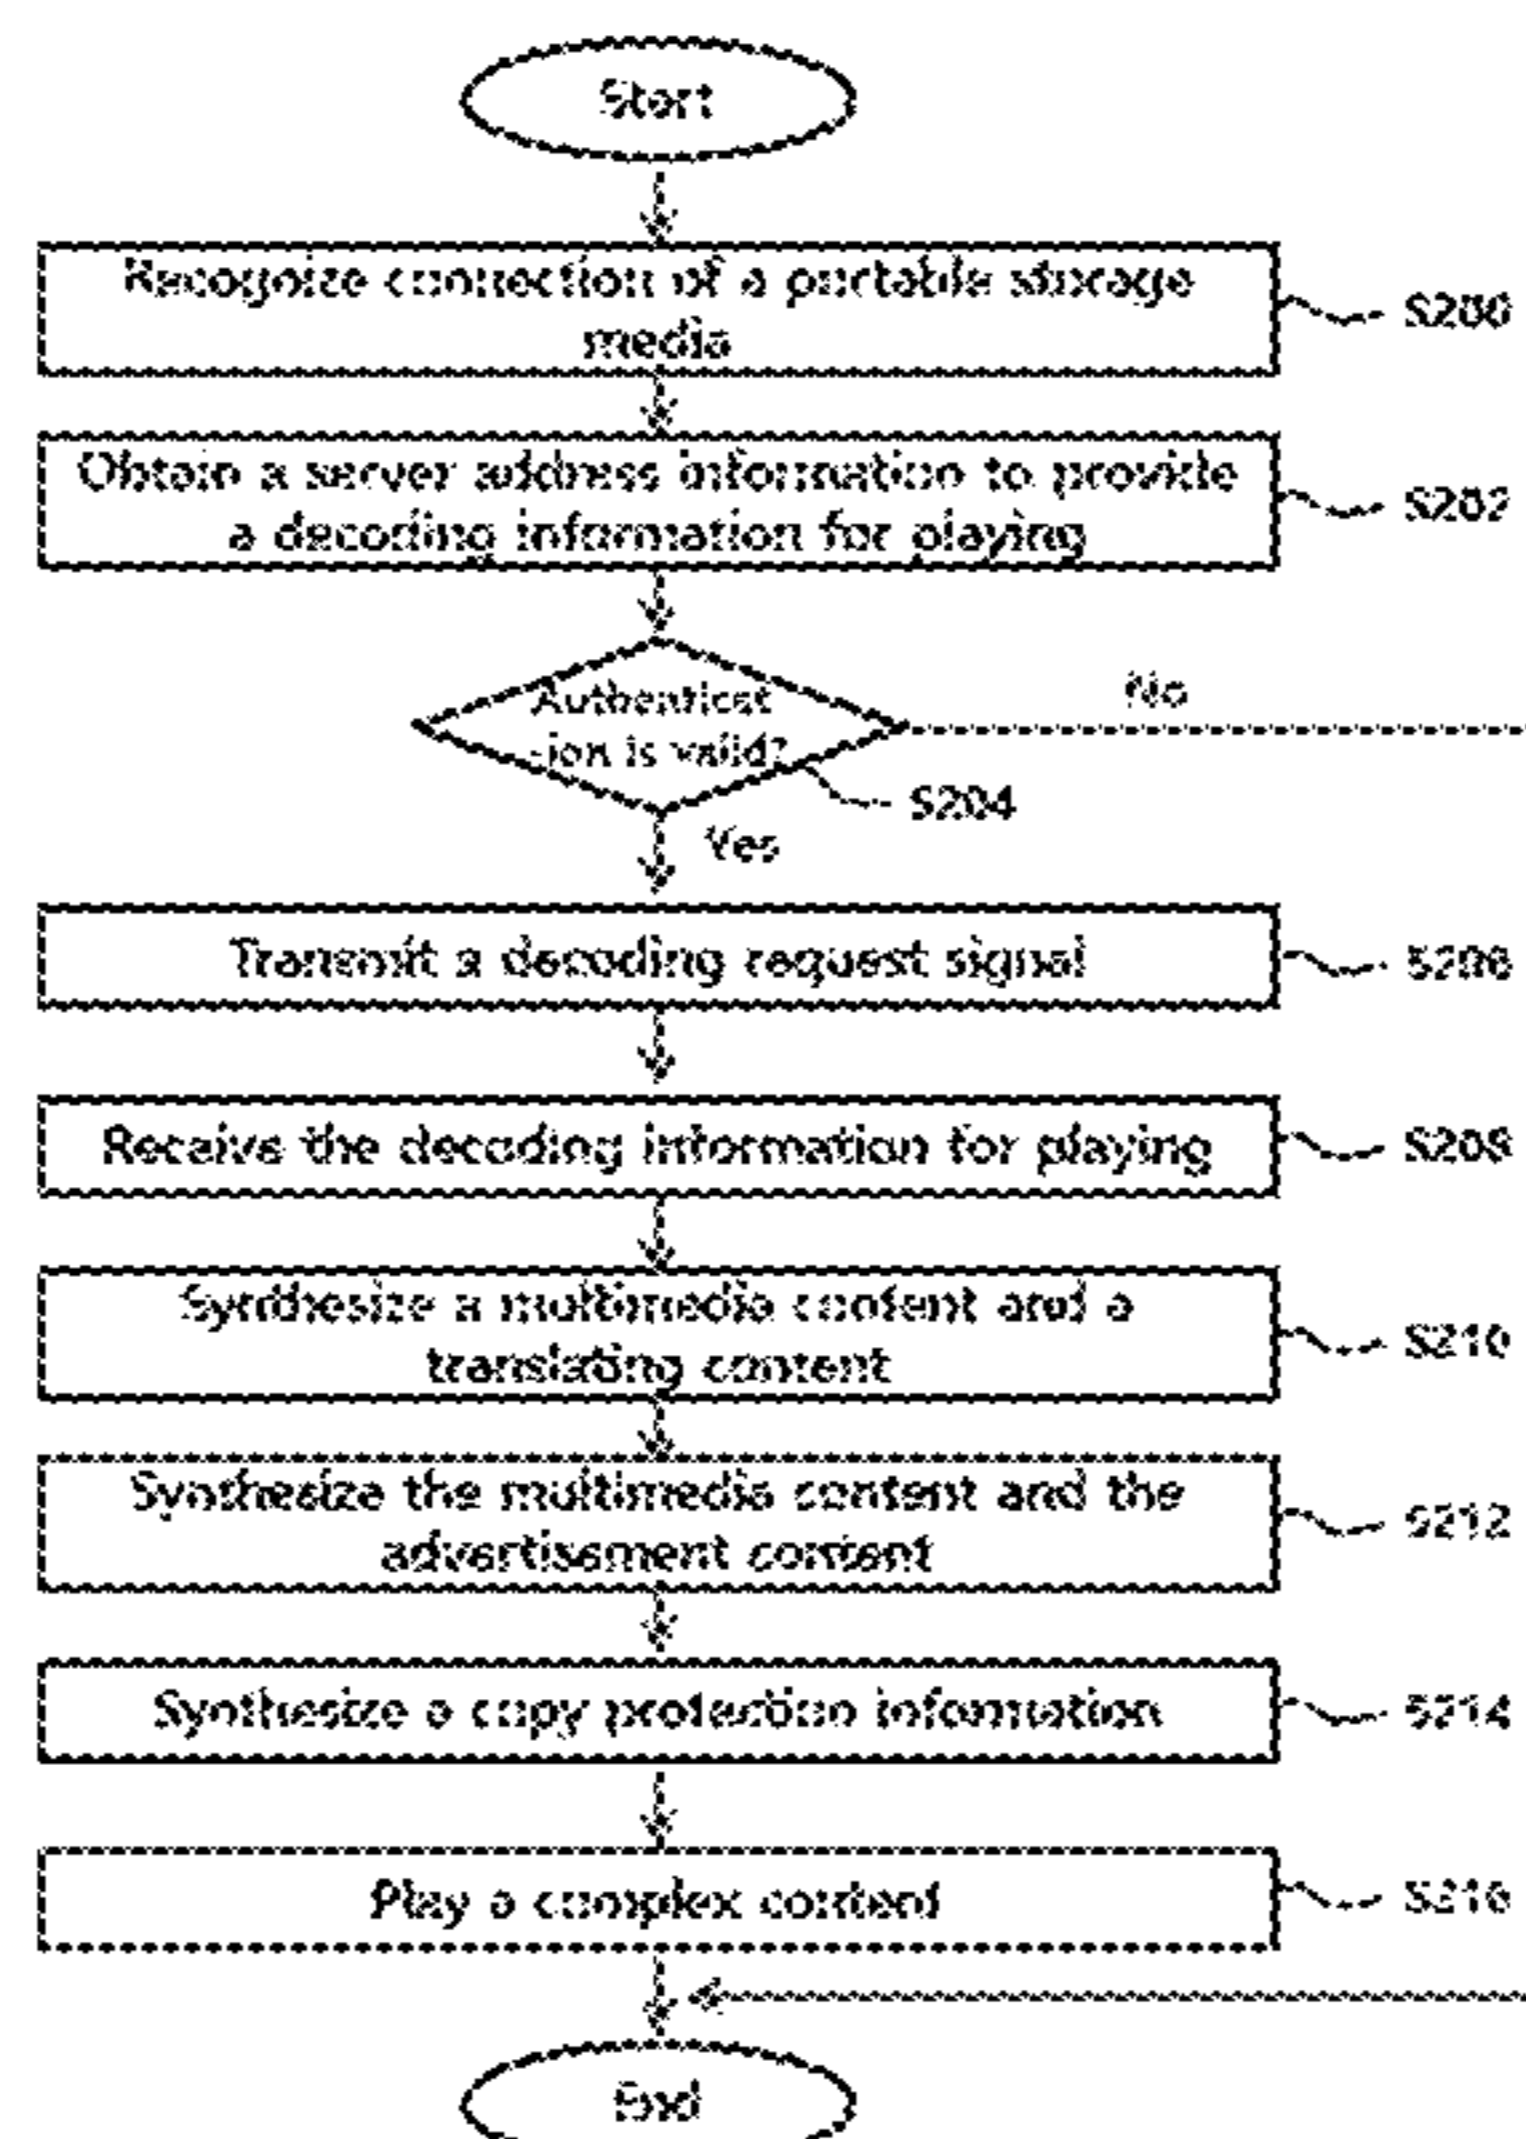 Start
Recognize connection of a portable storage
media
S200
Obtain a server address information to provide
a decoding information for playing
S202
Authenticat
-ion is valid?
No
S204
Yes
Transmit a decoding request signal
S206
Receive the decoding information for playing
S208
Synthesize a multimedia content and a
translating content
S210
Synthesize the multimedia content and the
advertisement content
S212
Synthesize a copy protection information
S214
Play a complex content
S216
End